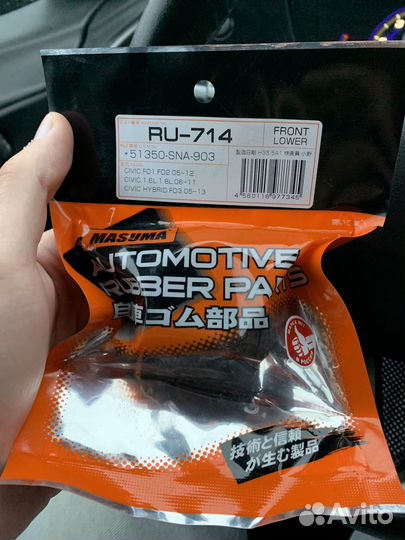 RU-714
FRONT
LOWER
*51350-SNA-903
CIVIC FD1.FD2.05~12
CIVIC 1.6L 1.8L.06~11
CIVIC HYBRID.FD3.05~13
4560116977345
MASUMA
AUTOMOTIVE
RUBBER PARTS
自車ゴム部品
技術と信頼
が生む製品
Avito